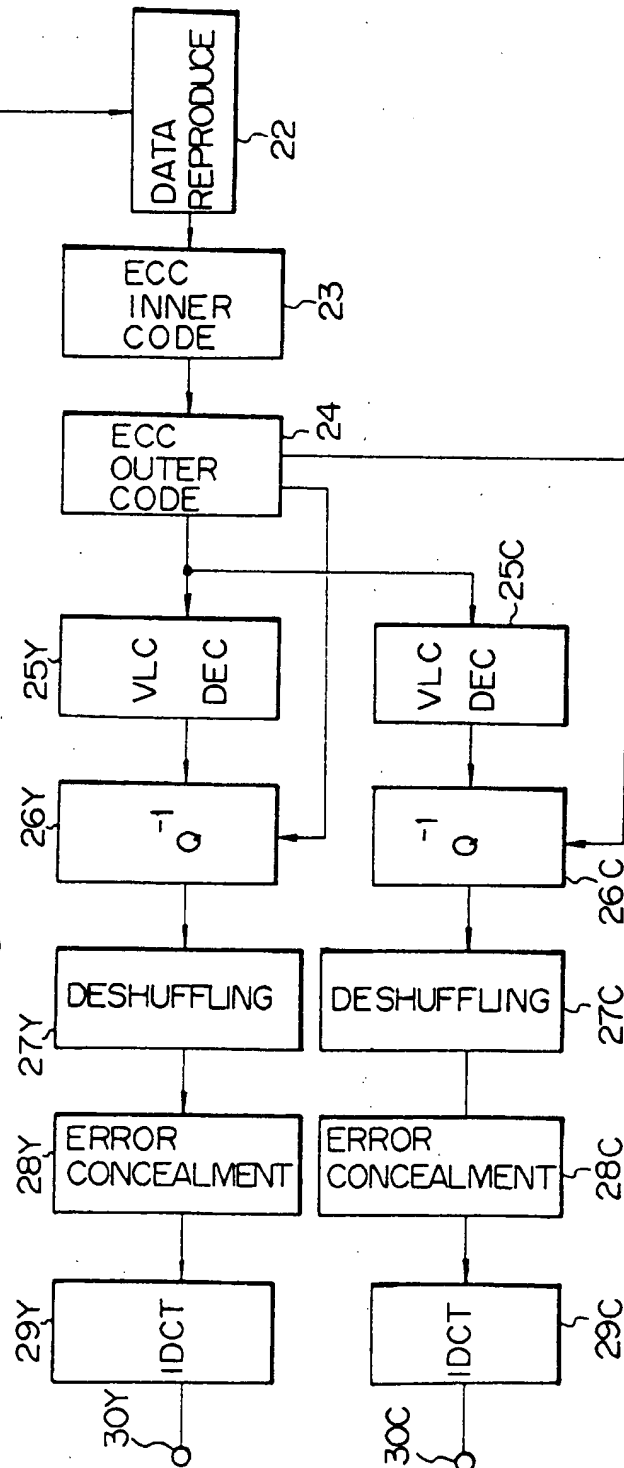 DATA
REPRODUCE
22
ECC
INNER
CODE
23
ECC
OUTER
CODE
24
25Y
VLC
DEC
25C
VLC
DEC
26Y
Q⁻¹
26C
Q⁻¹
27Y
DESHUFFLING
27C
DESHUFFLING
28Y
ERROR
CONCEALMENT
28C
ERROR
CONCEALMENT
29Y
IDCT
29C
IDCT
30Y
30C